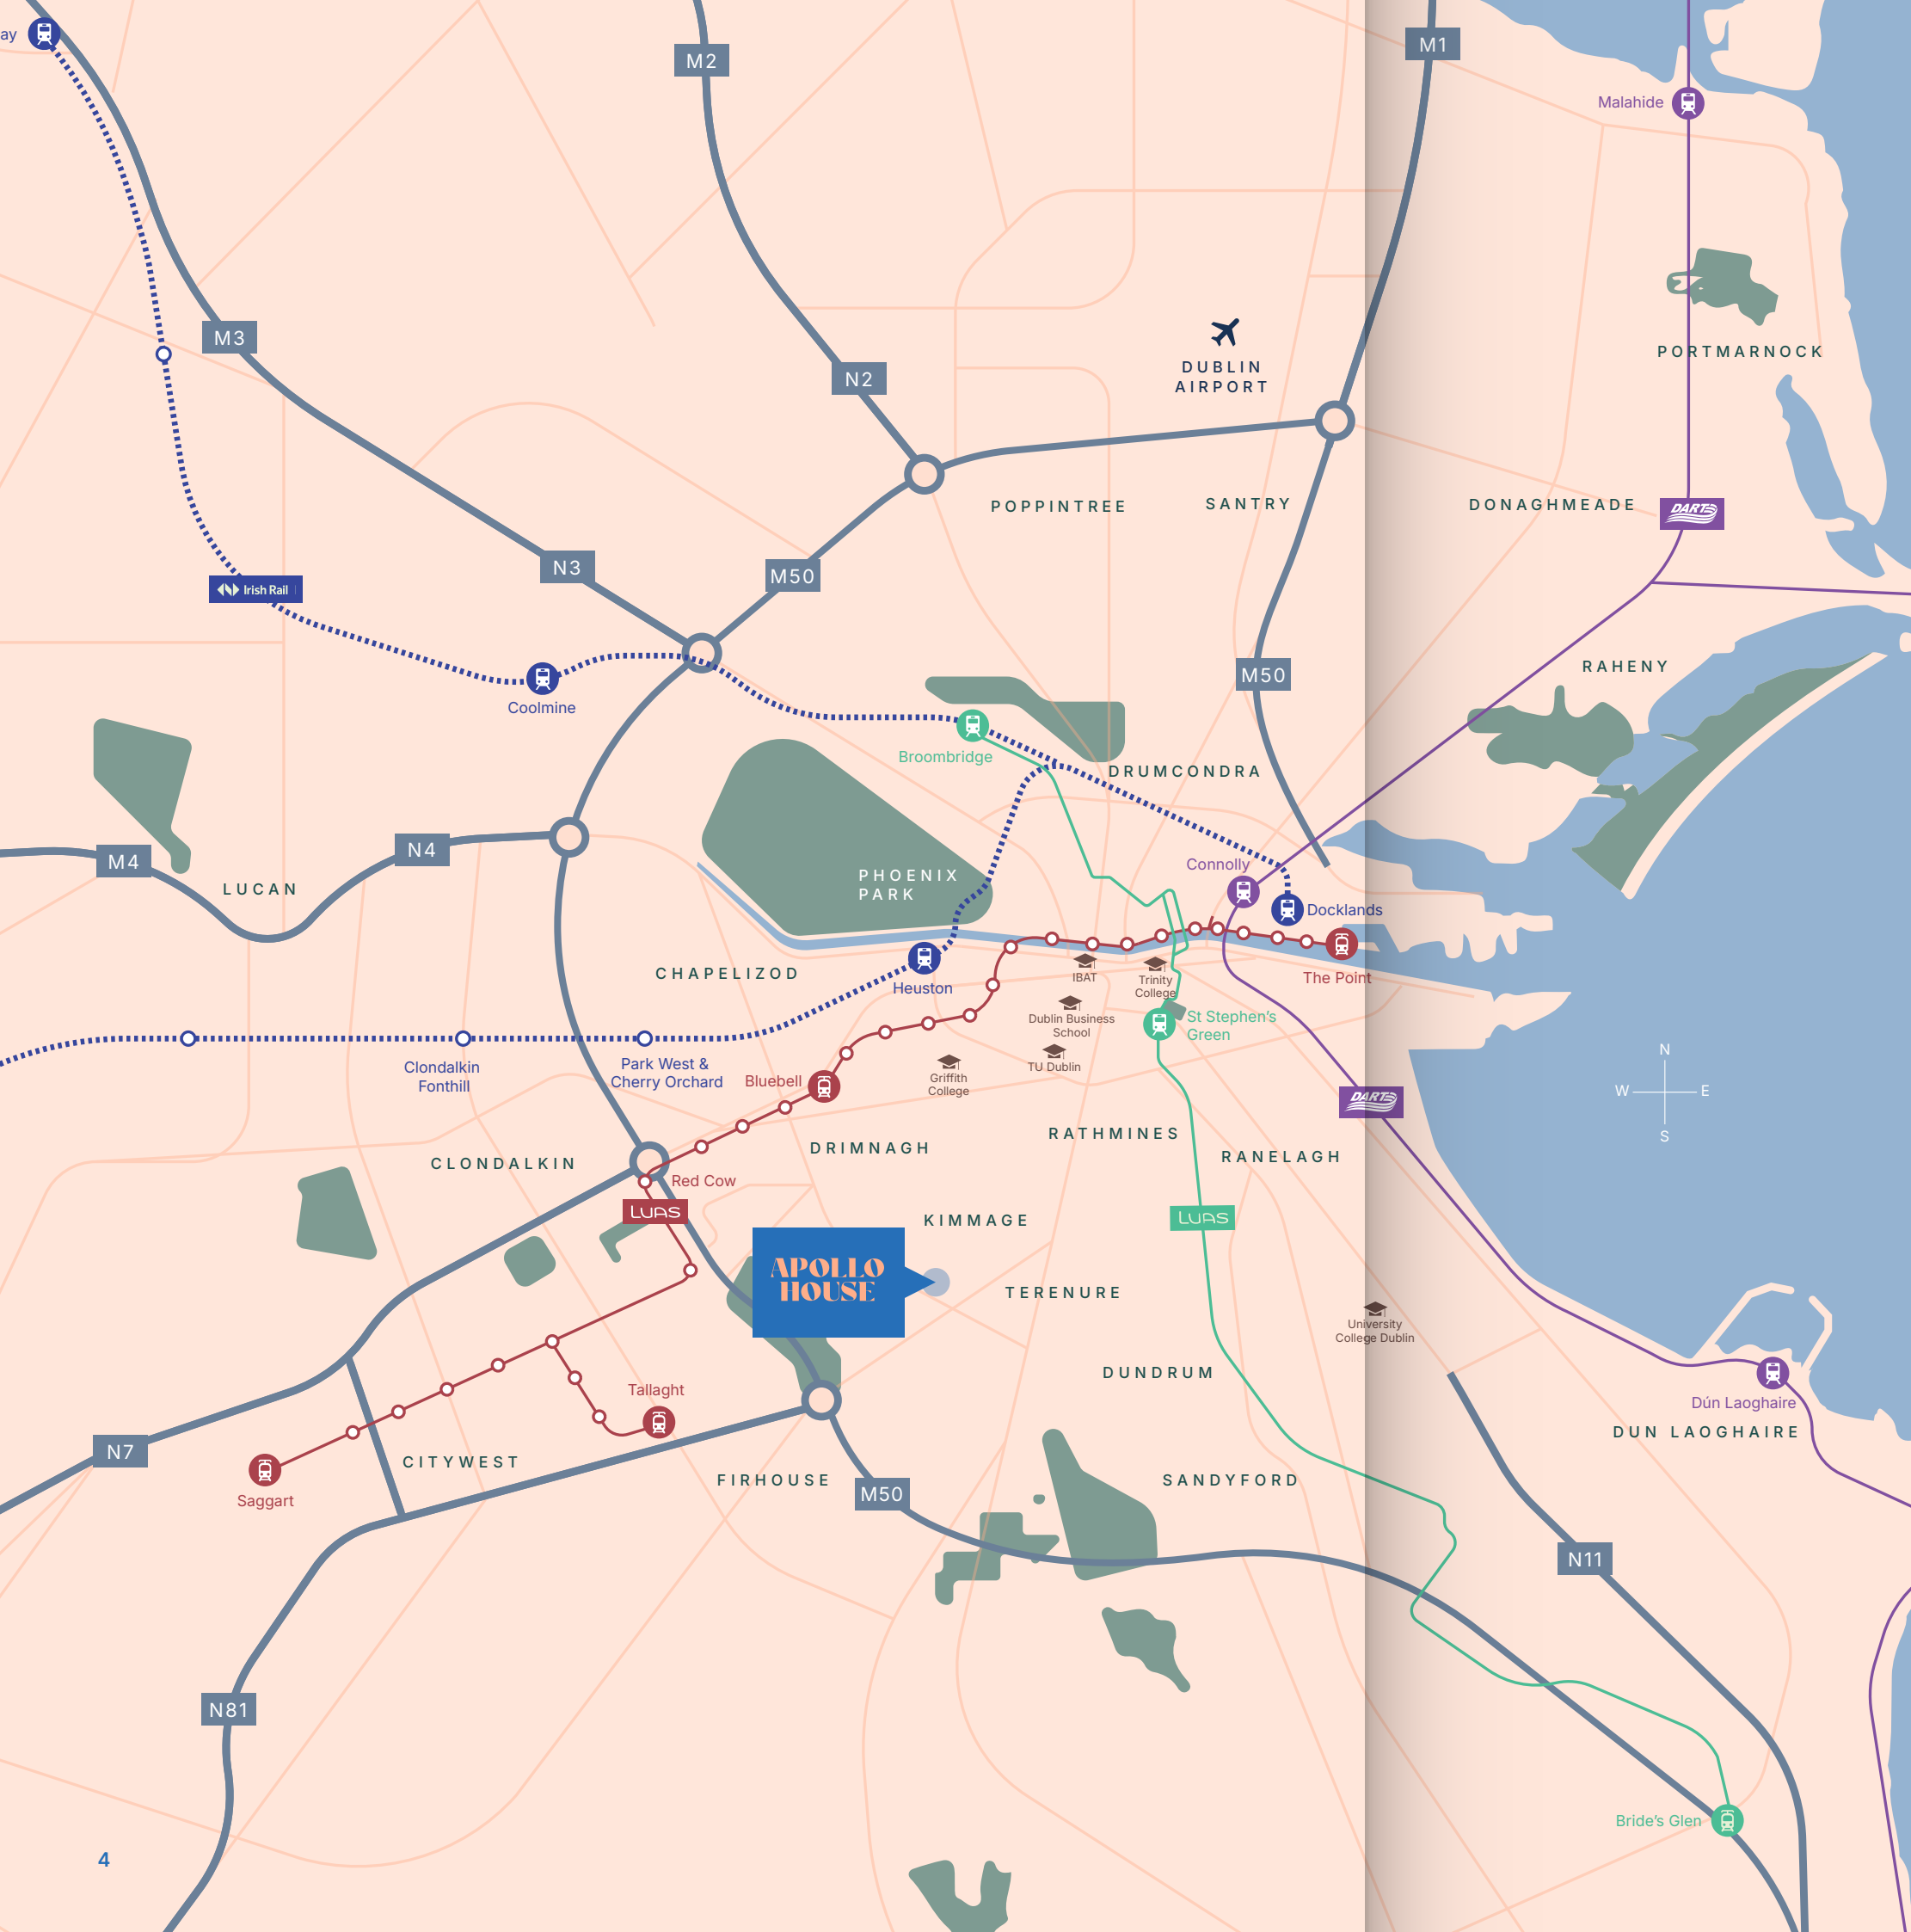 ay
M2
M1
Malahide
M3
N2
DUBLIN
AIRPORT
PORTMARNOCK
POPPINTREE
SANTRY
DONAGHMEADE
DART
N3
M50
Irish Rail
RAHENY
M50
Coolmine
Broombridge
DRUMCONDRA
M4
N4
LUCAN
PHOENIX
PARK
Connolly
Docklands
CHAPELIZOD
Heuston
IBAT
Trinity
College
The Point
Dublin Business
School
St Stephen's
Green
TU Dublin
Griffith
College
Clondalkin
Fonthill
Park West &
Cherry Orchard
Bluebell
N
W
E
S
DART
DRIMNAGH
RATHMINES
RANELAGH
CLONDALKIN
Red Cow
LUAS
KIMMAGE
LUAS
APOLLO
HOUSE
TERENURE
University
College Dublin
DUNDRUM
Tallaght
Dún Laoghaire
DUN LAOGHAIRE
N7
CITYWEST
Saggart
FIRHOUSE
M50
SANDYFORD
N11
N81
Bride's Glen
4